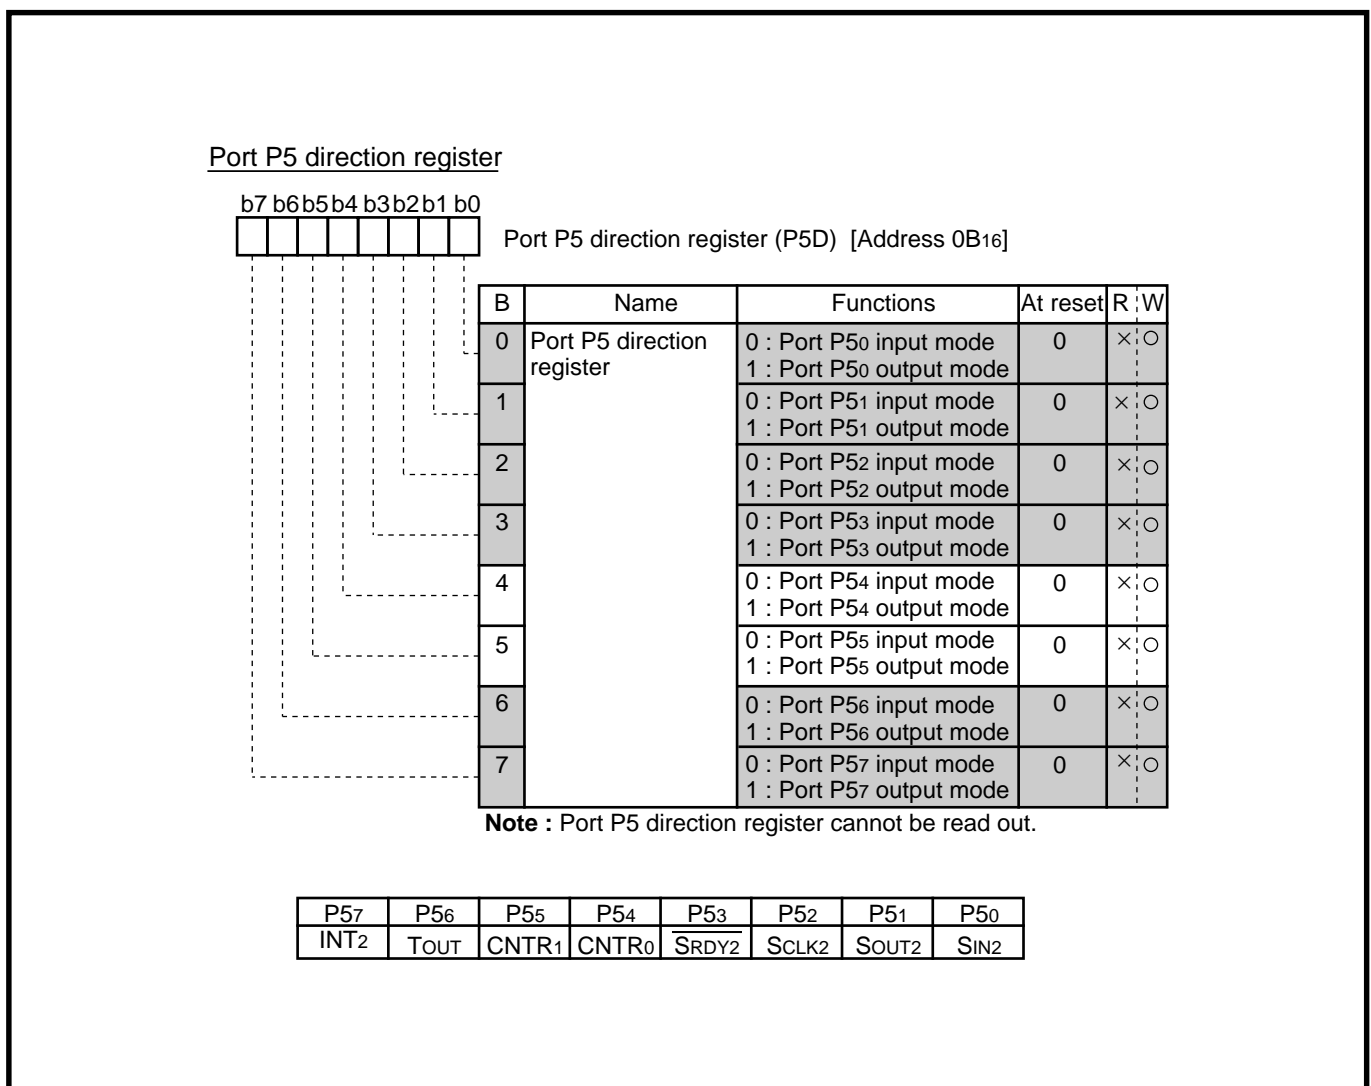 Port P5 direction register
b7 b6 b5 b4 b3 b2 b1 b0
Port P5 direction register (P5D) [Address 0B16]
B Name Functions At reset R W
0 Port P5 direction register 0 : Port P50 input mode 0 × ○
1 : Port P50 output mode
1 0 : Port P51 input mode 0 × ○
1 : Port P51 output mode
2 0 : Port P52 input mode 0 × ○
1 : Port P52 output mode
3 0 : Port P53 input mode 0 × ○
1 : Port P53 output mode
4 0 : Port P54 input mode 0 × ○
1 : Port P54 output mode
5 0 : Port P55 input mode 0 × ○
1 : Port P55 output mode
6 0 : Port P56 input mode 0 × ○
1 : Port P56 output mode
7 0 : Port P57 input mode 0 × ○
1 : Port P57 output mode
Note : Port P5 direction register cannot be read out.
P57 P56 P55 P54 P53 P52 P51 P50
INT2 TOUT CNTR1 CNTR0 SRDY2 SCLK2 SOUT2 SIN2